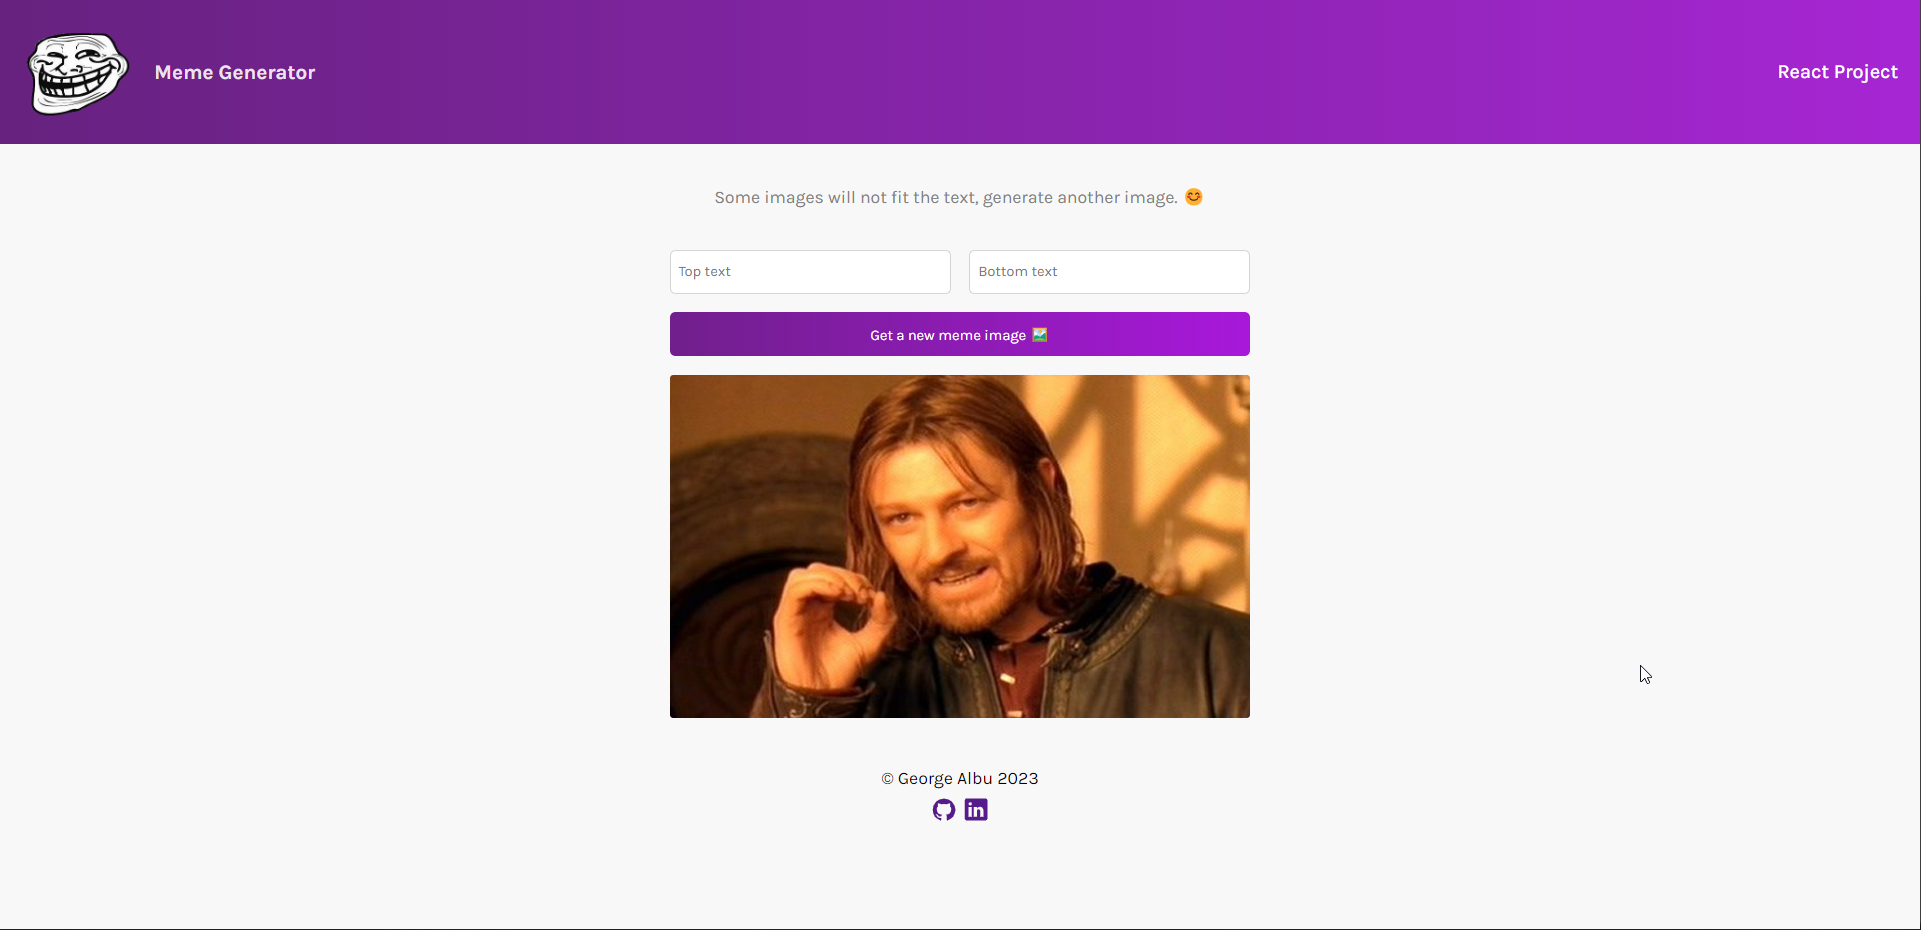 Meme Generator
React Project
Some images will not fit the text, generate another image. 😊
Top text
Bottom text
Get a new meme image 🖼️
© George Albu 2023
in